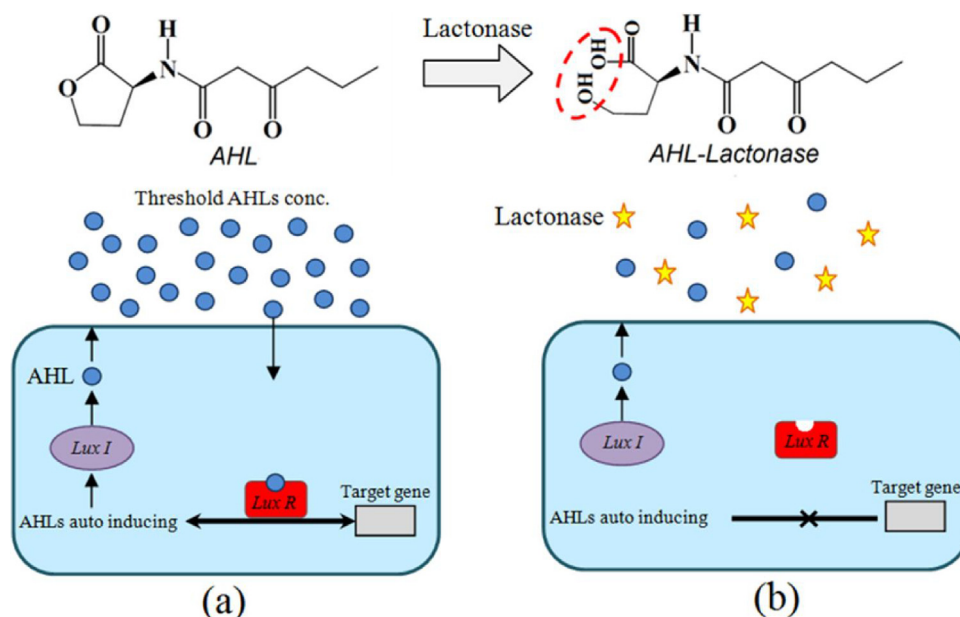 O
H
N
O
O
O
AHL
Lactonase
OH
O
OH
H
N
O
O
AHL-Lactonase
Threshold AHLs conc.
AHL
Lux I
AHLs auto inducing
Lux R
Target gene
(a)
Lactonase
Lux I
Lux R
AHLs auto inducing
Target gene
(b)